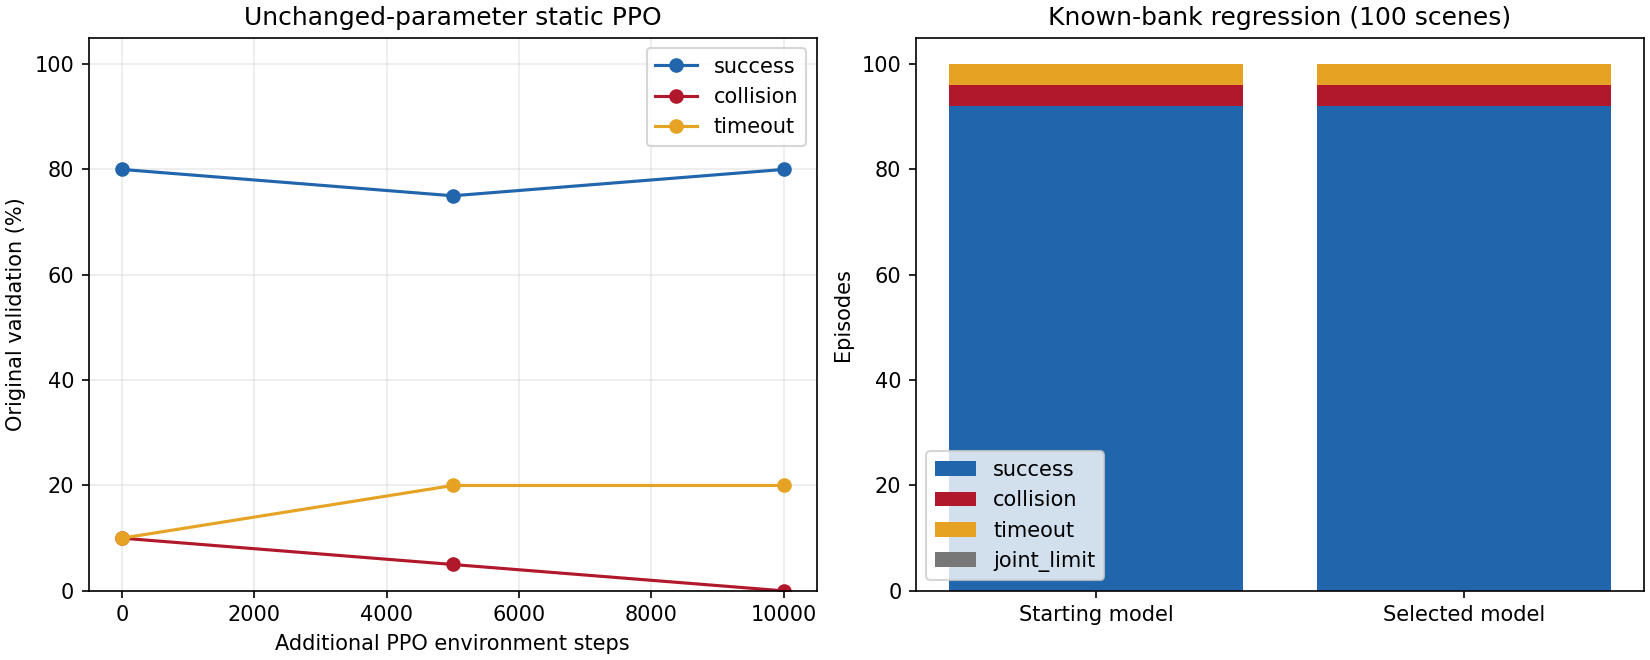 Unchanged-parameter static PPO
Original validation (%)
100
80
60
40
20
0
success
collision
timeout
0 2000 4000 6000 8000 10000
Additional PPO environment steps
Known-bank regression (100 scenes)
Episodes
100
80
60
40
20
0
success
collision
timeout
joint_limit
Starting model Selected model